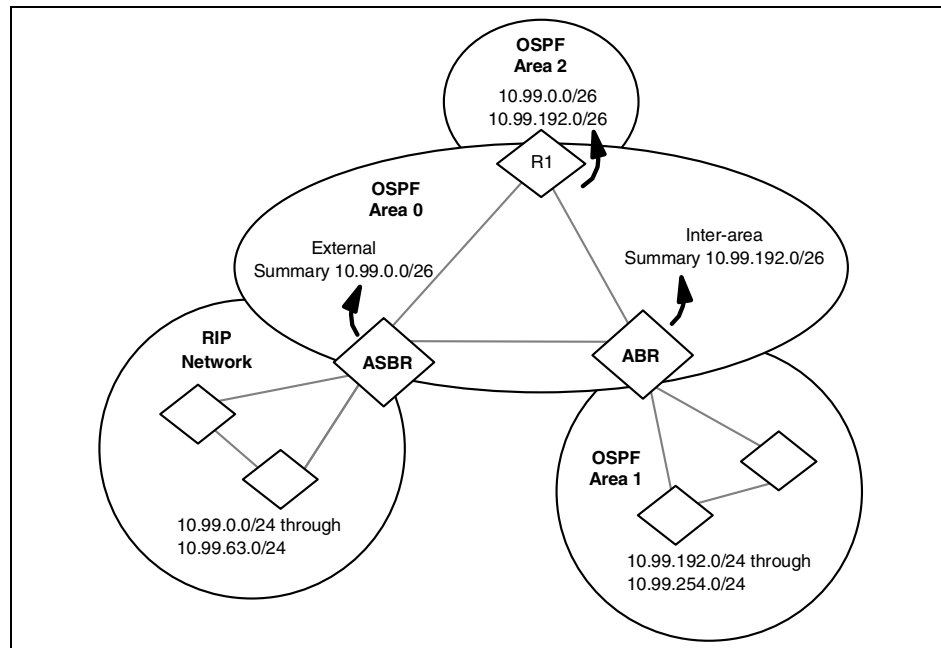 OSPF
Area 2
10.99.0.0/26
10.99.192.0/26
R1
OSPF
Area 0
External
Summary 10.99.0.0/26
Inter-area
Summary 10.99.192.0/26
RIP
Network
ASBR
ABR
OSPF
Area 1
10.99.0.0/24 through
10.99.63.0/24
10.99.192.0/24 through
10.99.254.0/24